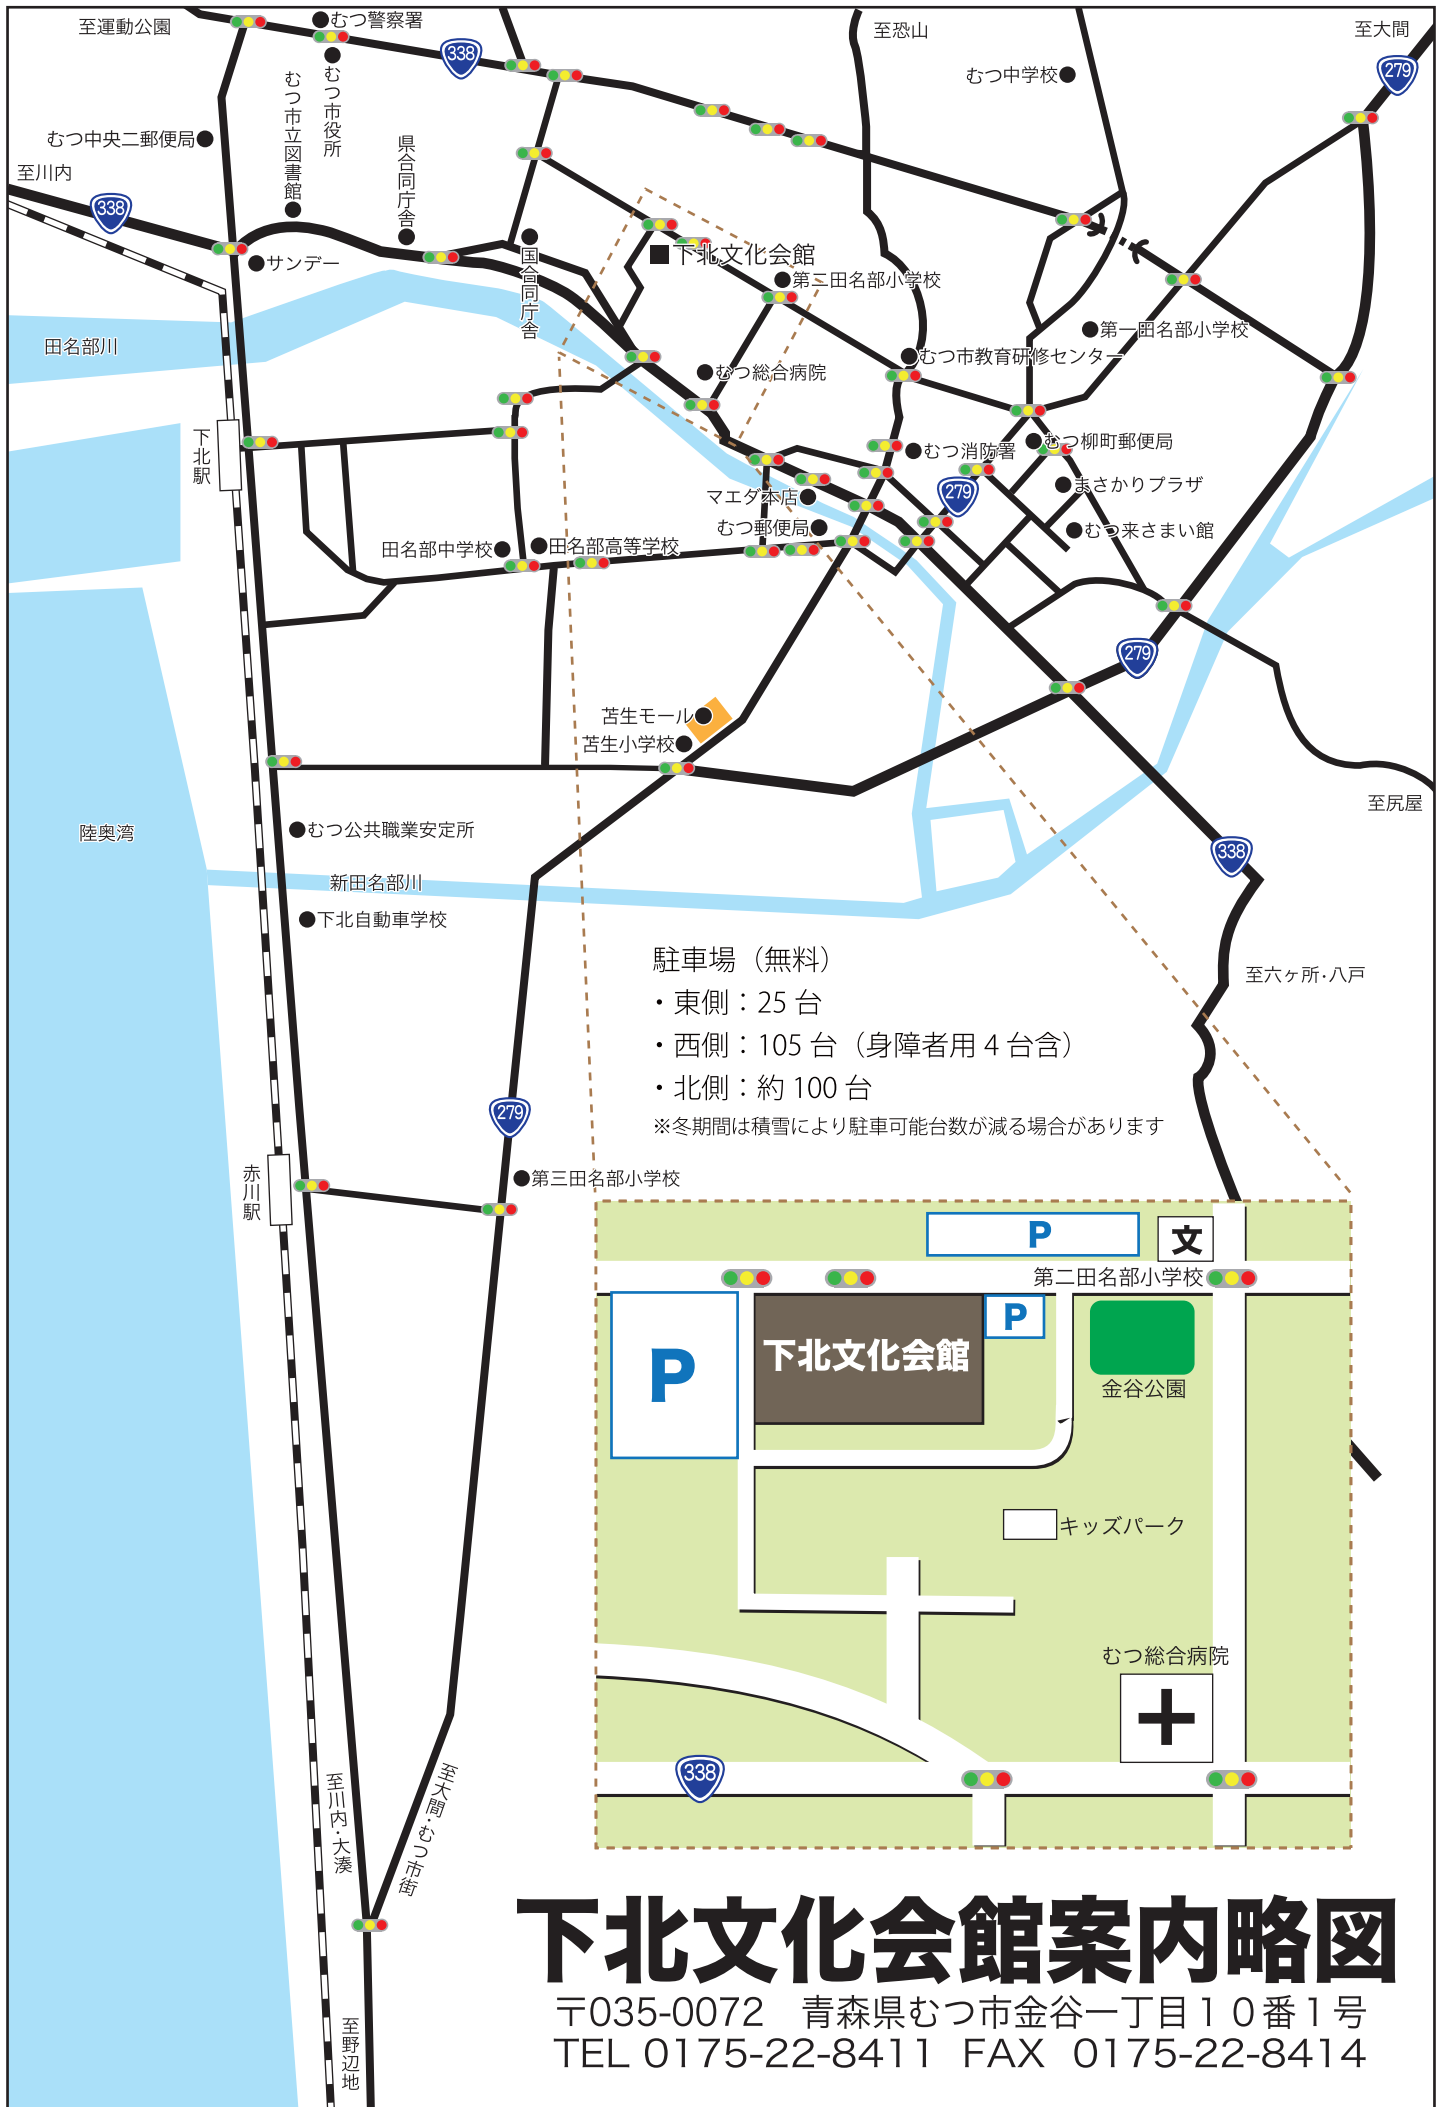 至運動公園
むつ警察署
338
至恐山
至大間
279
むつ中学校
むつ市役所
むつ市立図書館
むつ中央二郵便局
県合同庁舎
至川内
338
サンデー
国合同庁舎
下北文化会館
第二田名部小学校
第一田名部小学校
田名部川
むつ市教育研修センター
むつ総合病院
下北駅
むつ消防署
むつ柳町郵便局
マエダ本店
279
まさかりプラザ
むつ郵便局
むつ来さまい館
田名部中学校
田名部高等学校
279
苫生モール
苫生小学校
至尻屋
陸奥湾
むつ公共職業安定所
338
新田名部川
下北自動車学校
至六ヶ所・八戸
駐車場（無料）
・東側：25 台
・西側：105 台（身障者用 4 台含）
・北側：約 100 台
※冬期間は積雪により駐車可能台数が減る場合があります
279
赤川駅
第三田名部小学校
P
文
第二田名部小学校
P
P
下北文化会館
金谷公園
キッズパーク
むつ総合病院
338
至川内・大湊
至大間・むつ市街
至野辺地
下北文化会館案内略図
〒035-0072　青森県むつ市金谷一丁目１０番１号
TEL 0175-22-8411　FAX　0175-22-8414